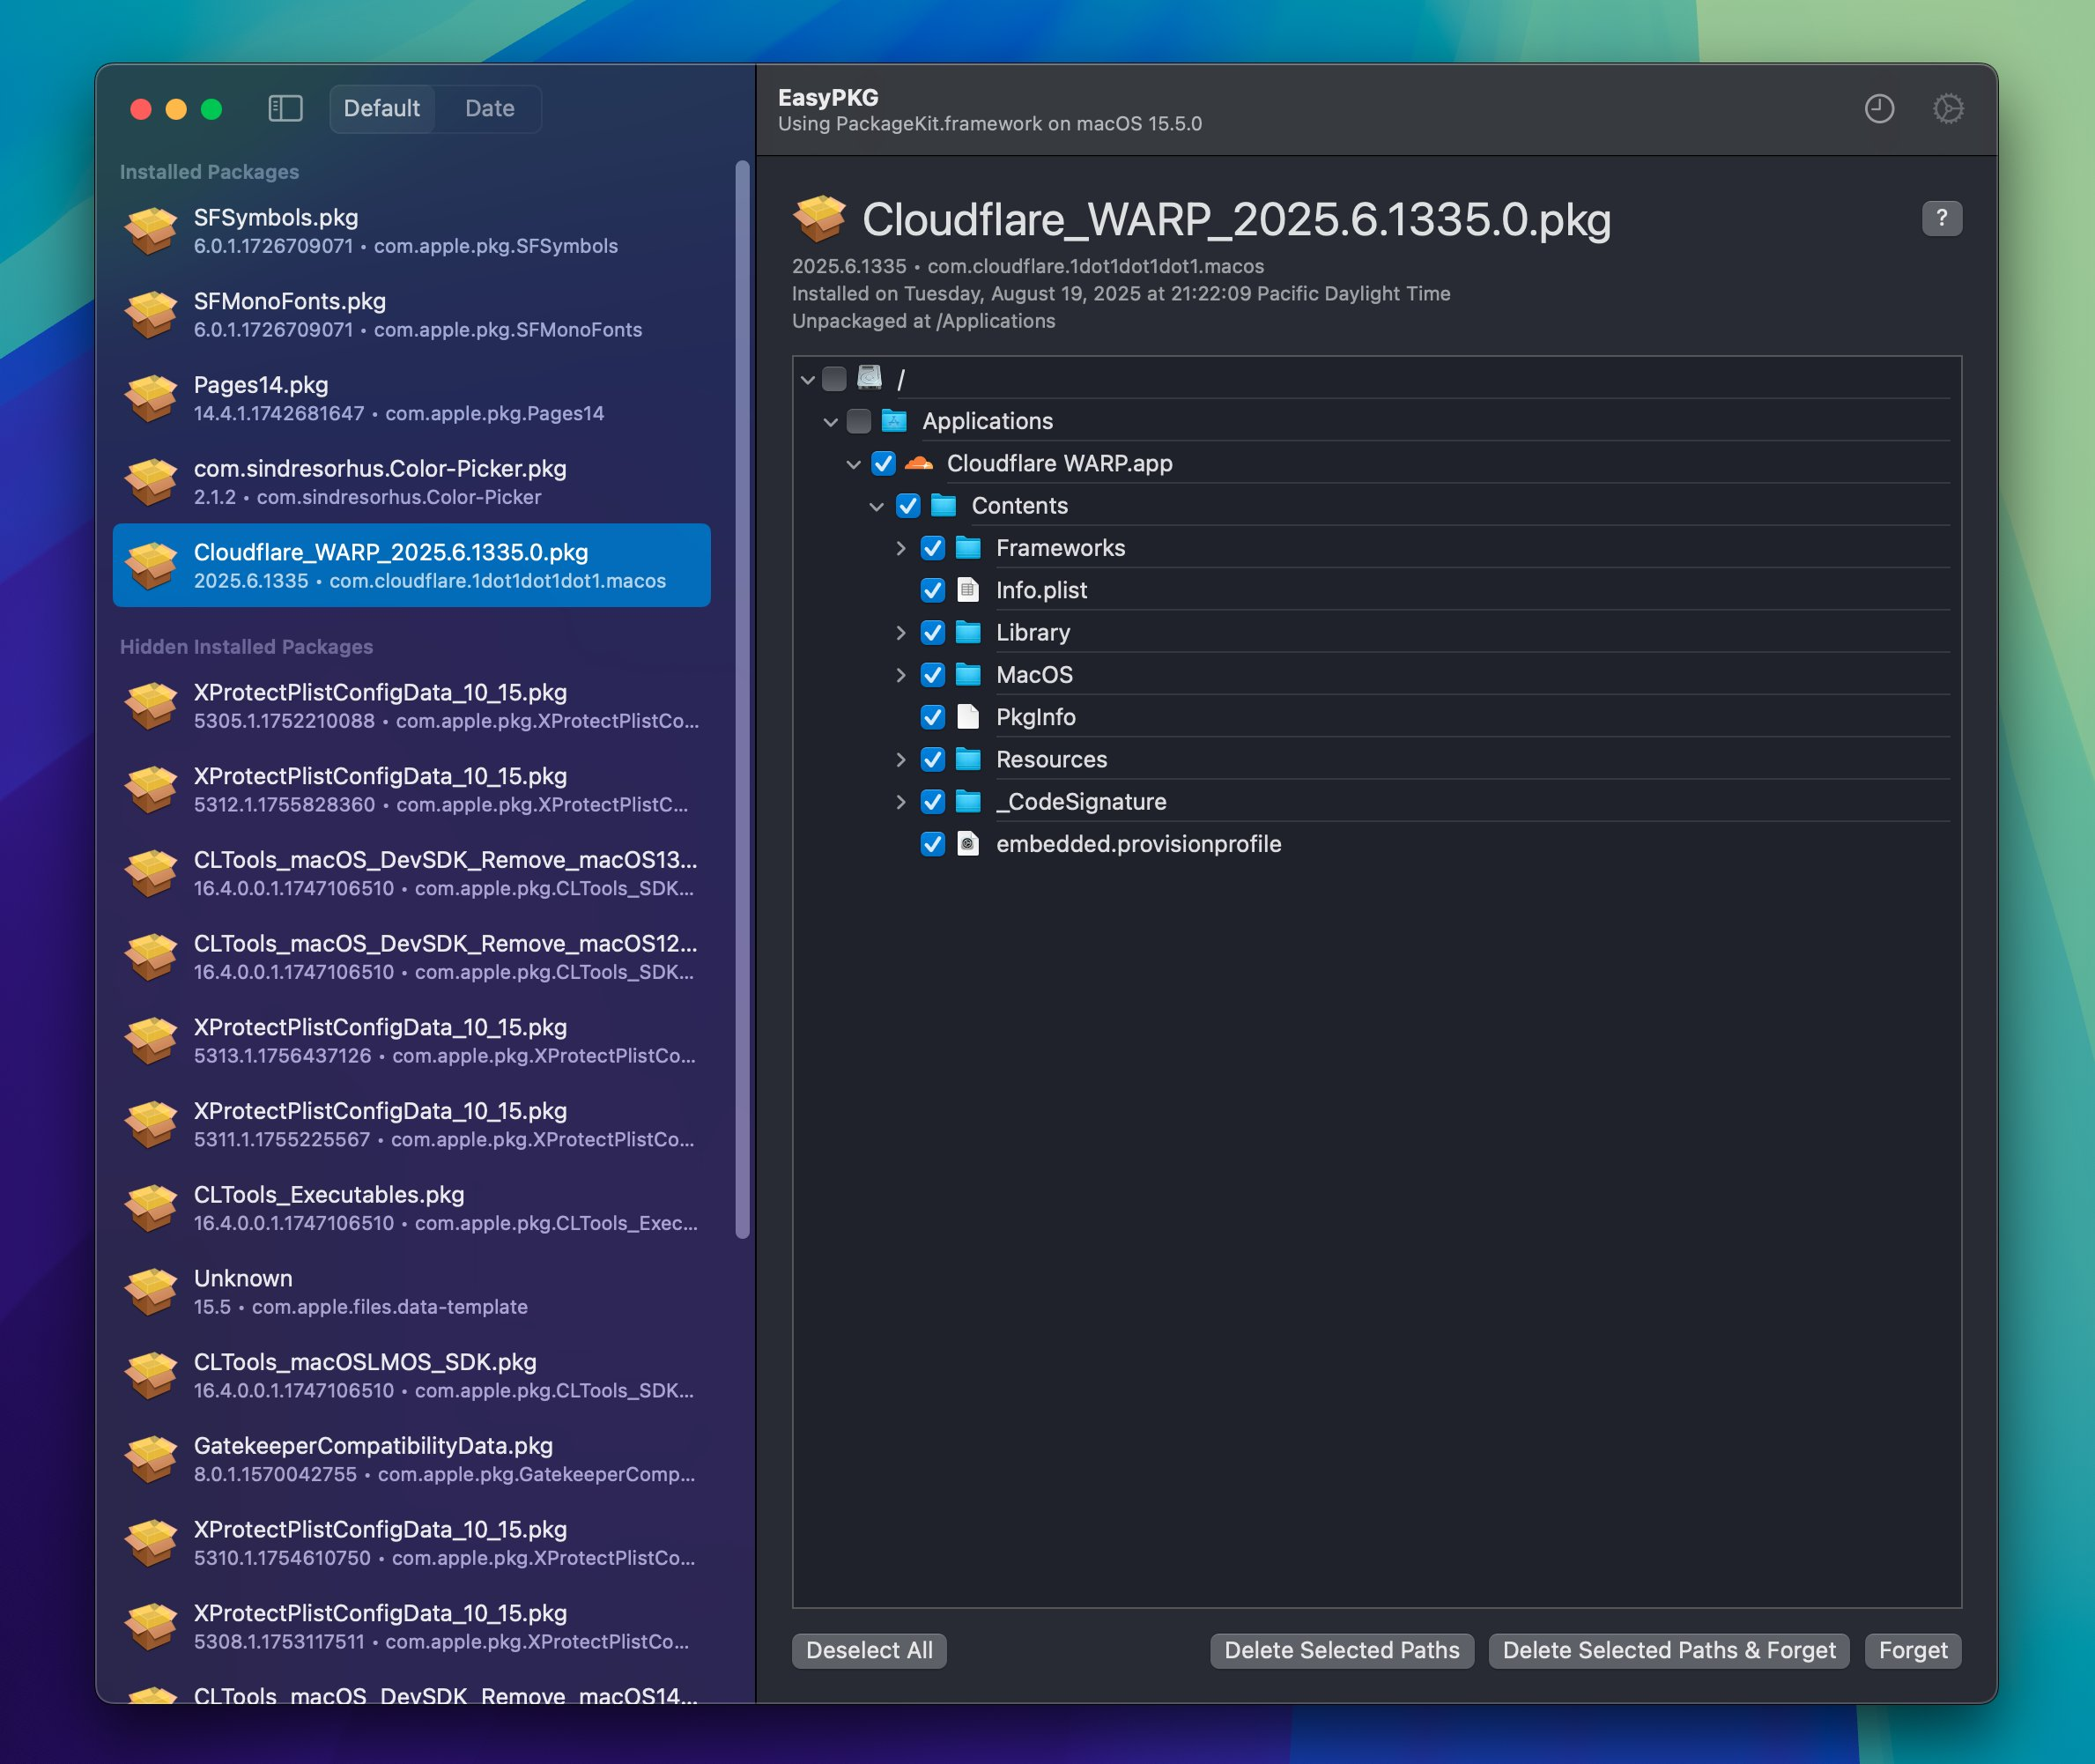 Default
Date
Installed Packages
SFSymbols.pkg
6.0.1.1726709071 • com.apple.pkg.SFSymbols
SFMonoFonts.pkg
6.0.1.1726709071 • com.apple.pkg.SFMonoFonts
Pages14.pkg
14.4.1.1742681647 • com.apple.pkg.Pages14
com.sindresorhus.Color-Picker.pkg
2.1.2 • com.sindresorhus.Color-Picker
Cloudflare_WARP_2025.6.1335.0.pkg
2025.6.1335 • com.cloudflare.1dot1dot1dot1.macos
Hidden Installed Packages
XProtectPlistConfigData_10_15.pkg
5305.1.1752210088 • com.apple.pkg.XProtectPlistCo...
XProtectPlistConfigData_10_15.pkg
5312.1.1755828360 • com.apple.pkg.XProtectPlistC...
CLTools_macOS_DevSDK_Remove_macOS13...
16.4.0.0.1.1747106510 • com.apple.pkg.CLTools_SDK...
CLTools_macOS_DevSDK_Remove_macOS12...
16.4.0.0.1.1747106510 • com.apple.pkg.CLTools_SDK...
XProtectPlistConfigData_10_15.pkg
5313.1.1756437126 • com.apple.pkg.XProtectPlistCo...
XProtectPlistConfigData_10_15.pkg
5311.1.1755225567 • com.apple.pkg.XProtectPlistCo...
CLTools_Executables.pkg
16.4.0.0.1.1747106510 • com.apple.pkg.CLTools_Exec...
Unknown
15.5 • com.apple.files.data-template
CLTools_macOSLMOS_SDK.pkg
16.4.0.0.1.1747106510 • com.apple.pkg.CLTools_SDK...
GatekeeperCompatibilityData.pkg
8.0.1.1570042755 • com.apple.pkg.GatekeeperComp...
XProtectPlistConfigData_10_15.pkg
5310.1.1754610750 • com.apple.pkg.XProtectPlistCo...
XProtectPlistConfigData_10_15.pkg
5308.1.1753117511 • com.apple.pkg.XProtectPlistCo...
CLTools_macOS_DevSDK_Remove_macOS14...
EasyPKG
Using PackageKit.framework on macOS 15.5.0
Cloudflare_WARP_2025.6.1335.0.pkg
?
2025.6.1335 • com.cloudflare.1dot1dot1dot1.macos
Installed on Tuesday, August 19, 2025 at 21:22:09 Pacific Daylight Time
Unpackaged at /Applications
/
Applications
Cloudflare WARP.app
Contents
Frameworks
Info.plist
Library
MacOS
PkgInfo
Resources
_CodeSignature
embedded.provisionprofile
Deselect All
Delete Selected Paths
Delete Selected Paths & Forget
Forget